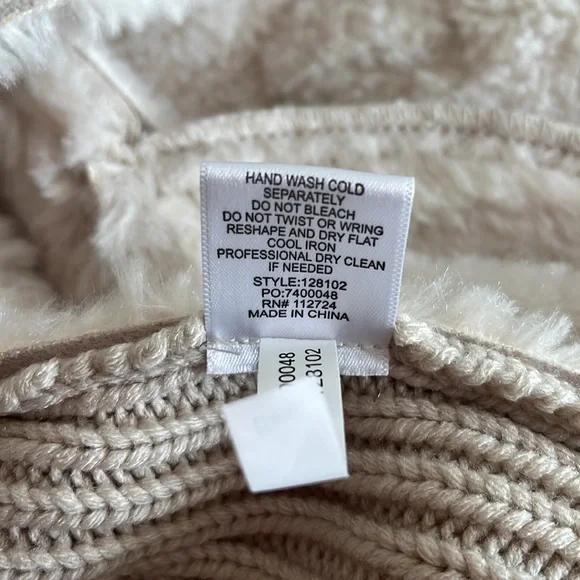 HAND WASH COLD
SEPARATELY
DO NOT BLEACH
DO NOT TWIST OR WRING
RESHAPE AND DRY FLAT
COOL IRON
PROFESSIONAL DRY CLEAN
IF NEEDED
STYLE:128102
PO:7400048
RN# 112724
MADE IN CHINA